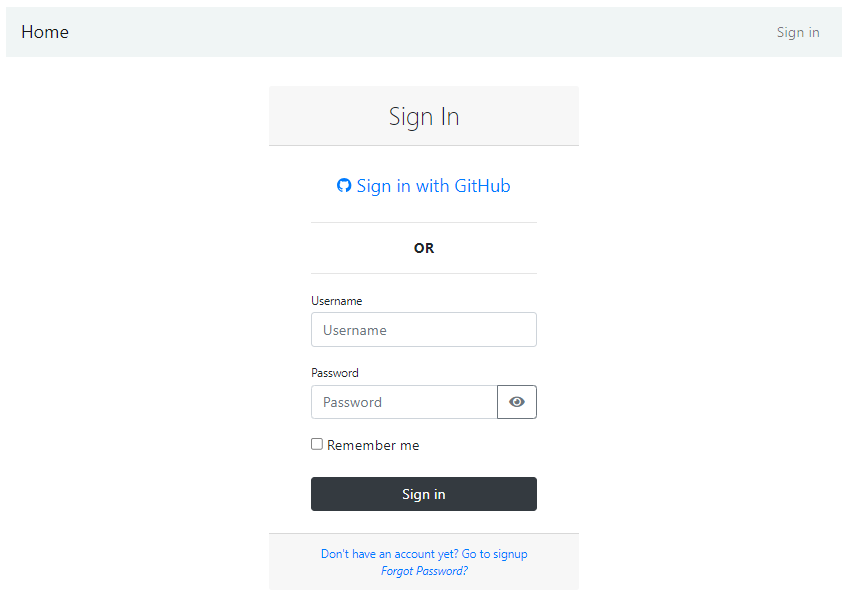 Home
Sign in
Sign In
Sign in with GitHub
OR
Username
Username
Password
Password
Remember me
Sign in
Don't have an account yet? Go to signup
Forgot Password?